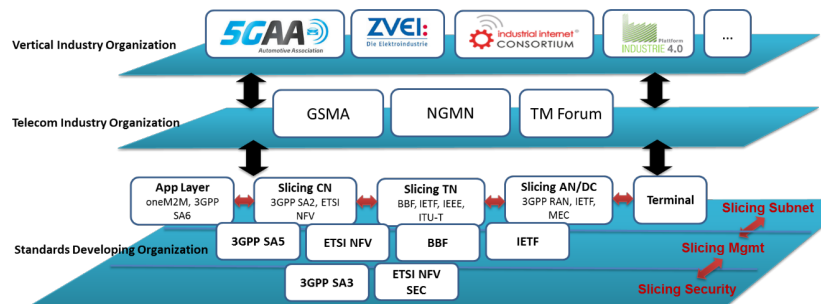 Vertical Industry Organization
5GAA
Automotive Association
ZVEI:
Die Elektroindustrie
industrial internet®
CONSORTIUM
Plattform
INDUSTRIE 4.0
...
Telecom Industry Organization
GSMA
NGMN
TM Forum
App Layer
oneM2M, 3GPP
SA6
Slicing CN
3GPP SA2, ETSI
NFV
Slicing TN
BBF, IETF, IEEE,
ITU-T
Slicing AN/DC
3GPP RAN, IETF,
MEC
Terminal
Slicing Subnet
Standards Developing Organization
3GPP SA5
ETSI NFV
BBF
IETF
Slicing Mgmt
3GPP SA3
ETSI NFV
SEC
Slicing Security